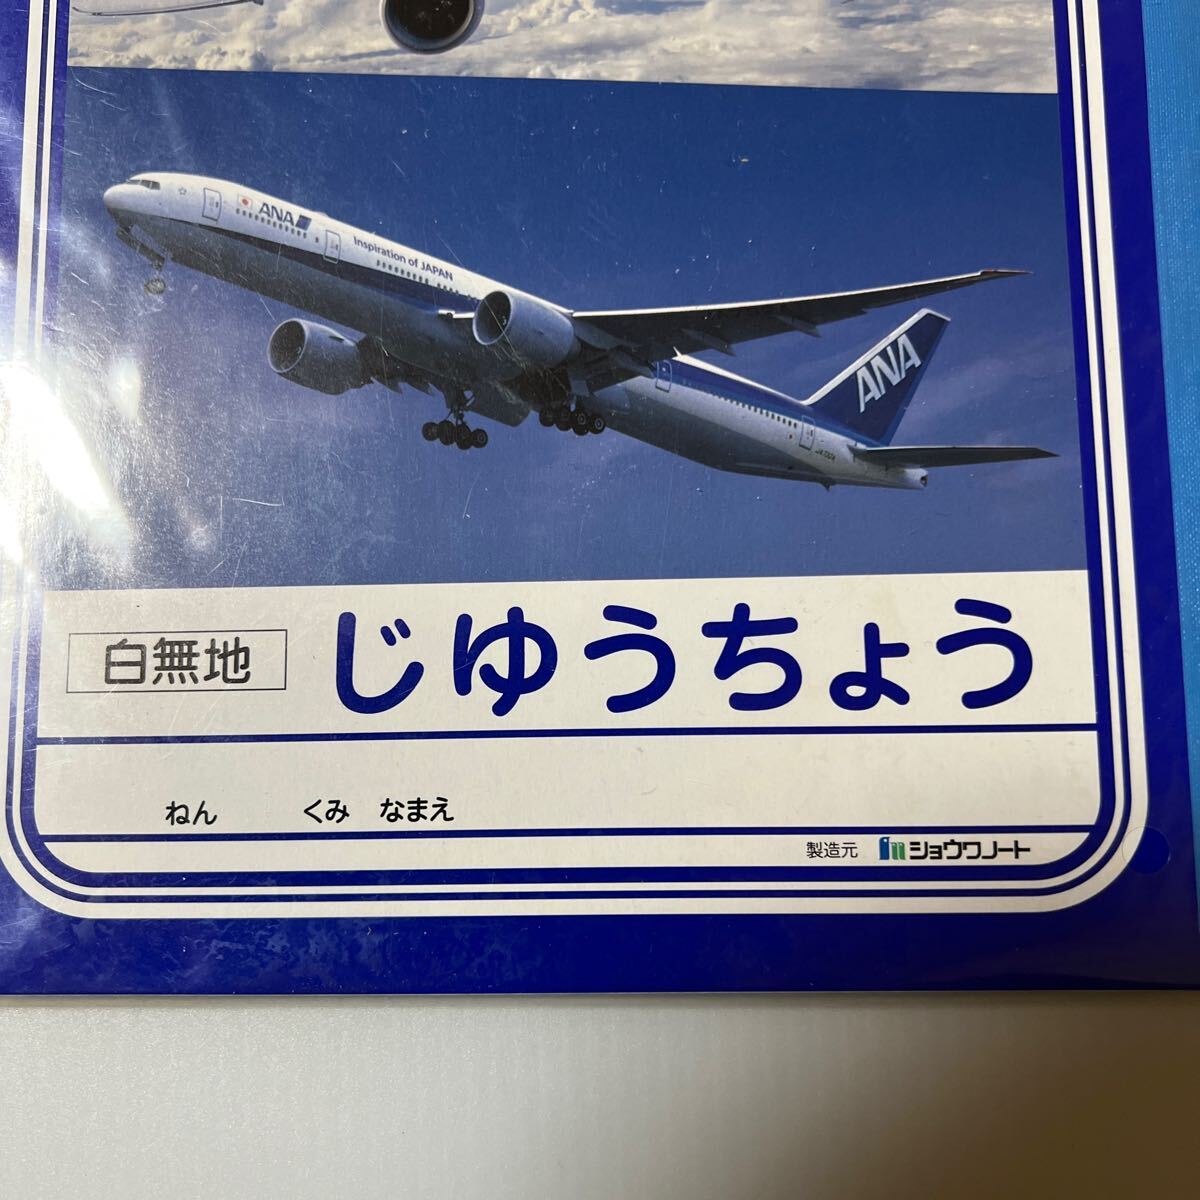 ANA
Inspiration of JAPAN
ANA
白無地
じゆうちょう
ねん くみ なまえ
製造元 ショウワノート